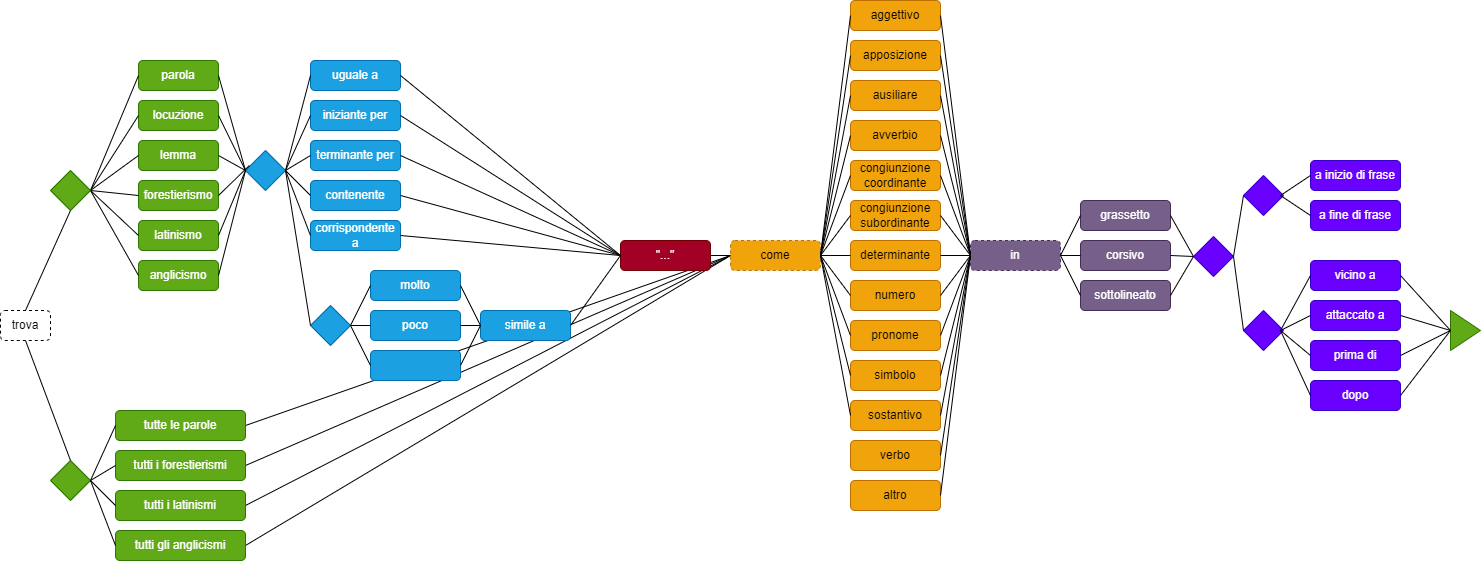 trova
parola
locuzione
lemma
forestierismo
latinismo
anglicismo
tutte le parole
tutti i forestierismi
tutti i latinismi
tutti gli anglicismi
uguale a
iniziante per
terminante per
contenente
corrispondente
a
molto
poco
simile a
"..."
come
aggettivo
apposizione
ausiliare
avverbio
congiunzione
coordinante
congiunzione
subordinante
determinante
numero
pronome
simbolo
sostantivo
verbo
altro
in
grassetto
corsivo
sottolineato
a inizio di frase
a fine di frase
vicino a
attaccato a
prima di
dopo